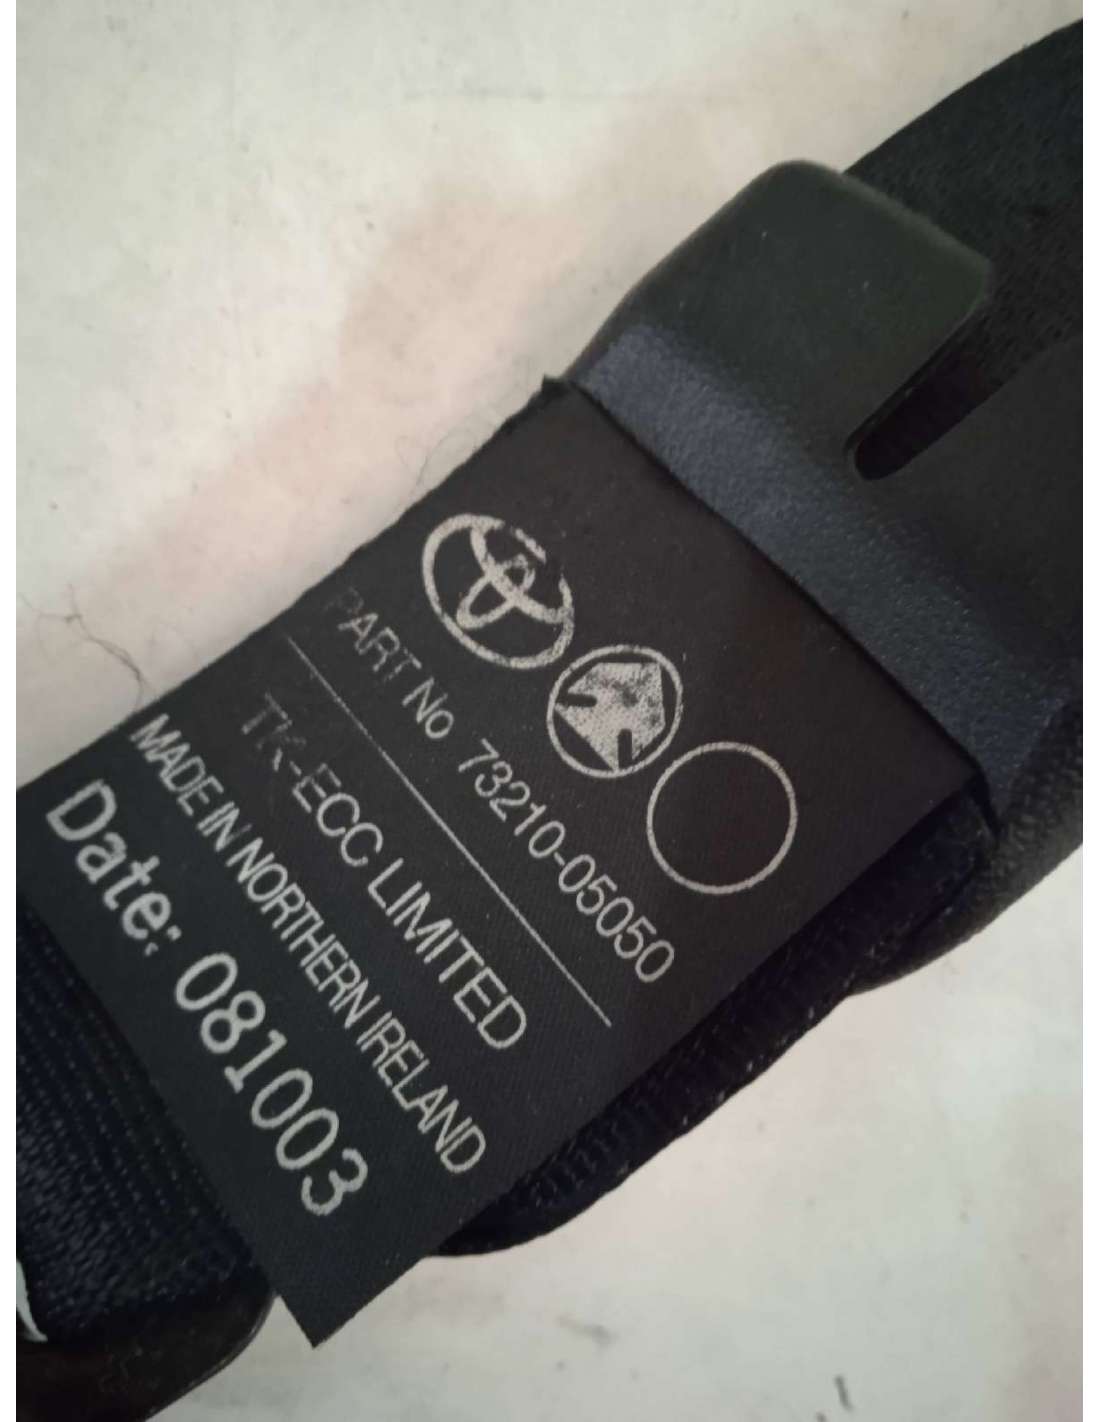 PART No 73210-05050
TK-ECC LIMITED
MADE IN NORTHERN IRELAND
Date: 081003